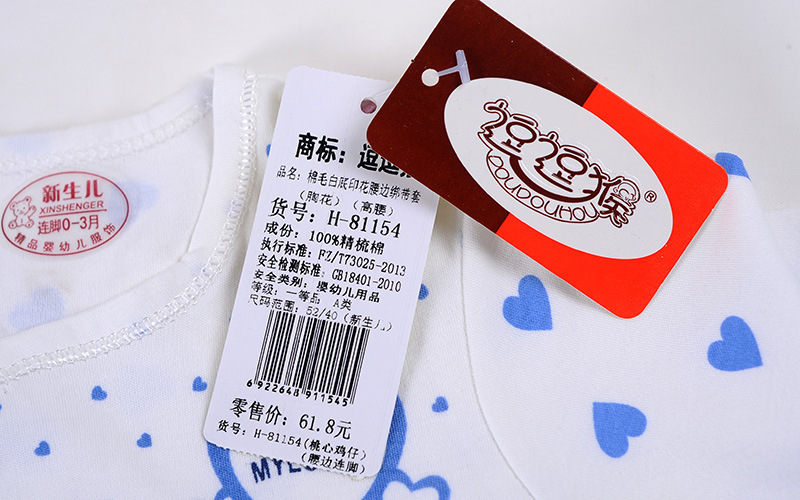 新生儿
XINSHENGER
连脚0-3月
精品婴幼儿服饰
商标：逗逗
品名：棉毛白底印花腰边绑带套
（胸花）（高腰）
货号：H-81154
成份：100%精梳棉
执行标准：FZ/T73025-2013
安全检测标准：GB18401-2010
安全类别：婴幼儿用品
等级：一等品 A类
尺码范围：52/40（新生儿）
6922648911545
零售价：61.8元
货号：H-81154(桃心鸡仔)
(腰边连脚)
逗逗猴®
DOUDOUHOU